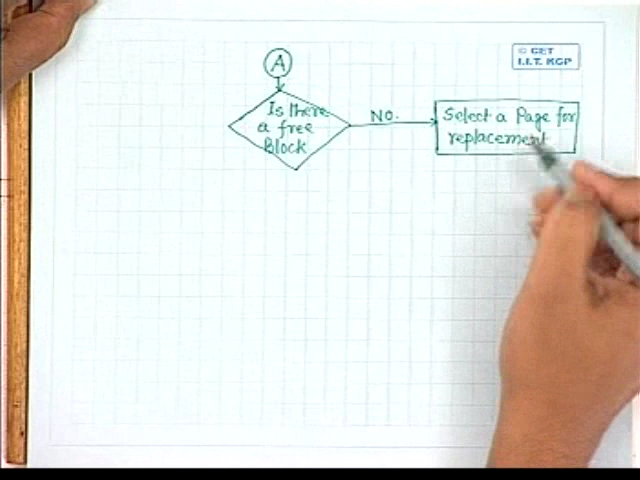 © CET
I.I.T. KGP
A
Is there
a free
Block
NO.
Select a Page for
replacement